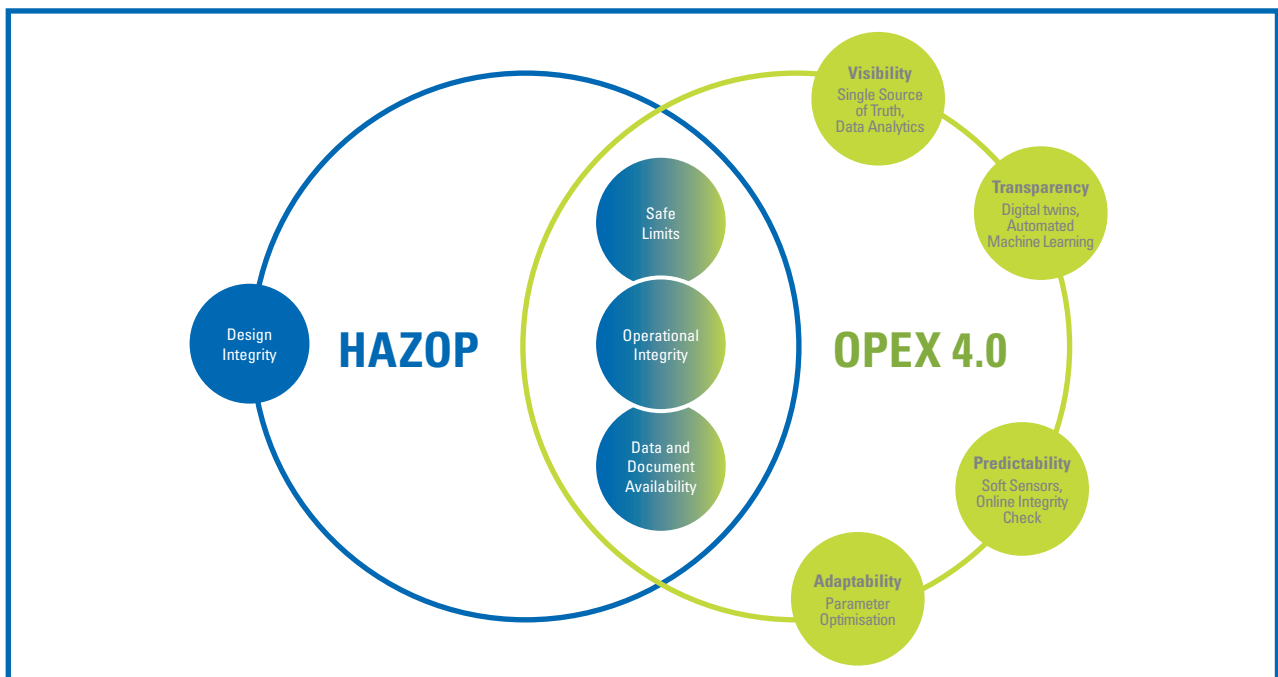 Design
Integrity
HAZOP
Safe
Limits
Operational
Integrity
Data and
Document
Availability
OPEX 4.0
Visibility
Single Source
of Truth,
Data Analytics
Transparency
Digital twins,
Automated
Machine Learning
Predictability
Soft Sensors,
Online Integrity
Check
Adaptability
Parameter
Optimisation